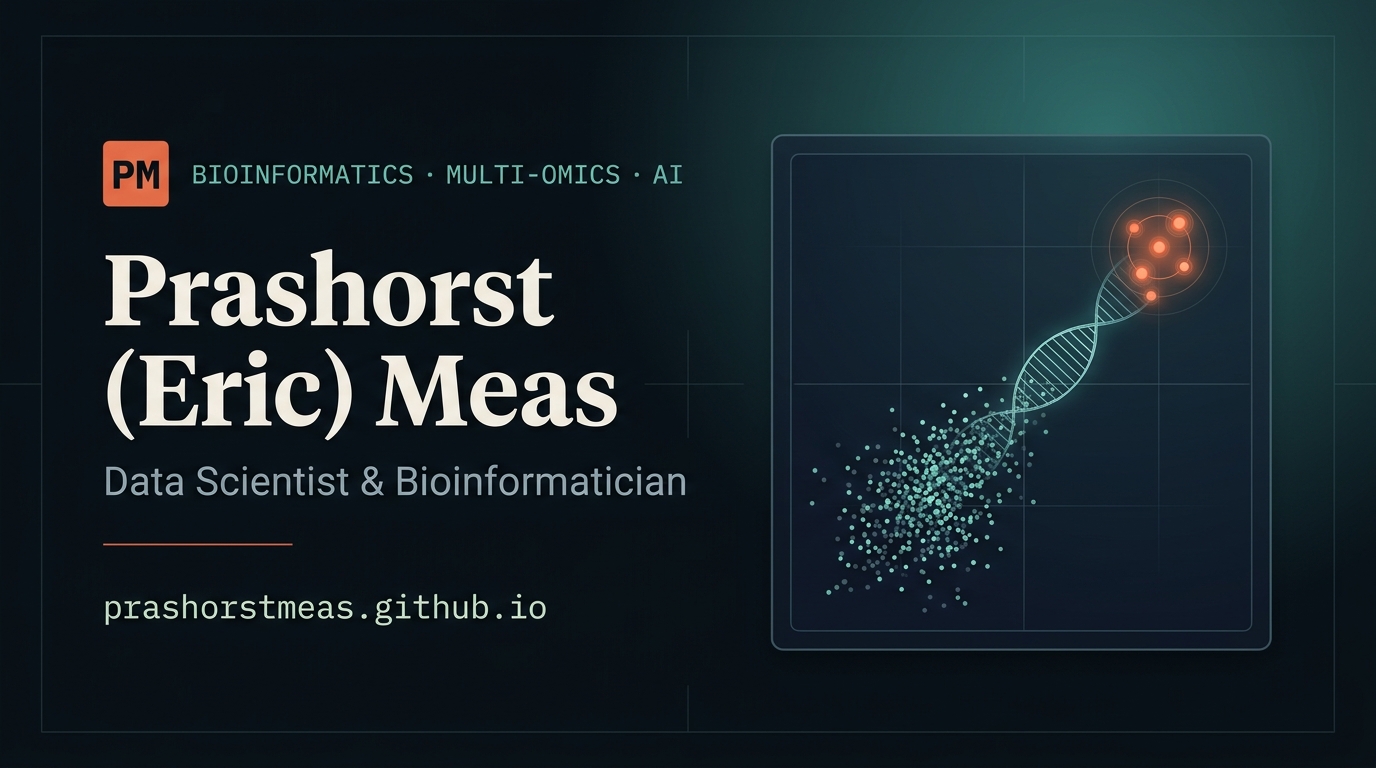 PM
BIOINFORMATICS · MULTI-OMICS · AI
Prashorst
(Eric) Meas
Data Scientist & Bioinformatician
prashorstmeas.github.io